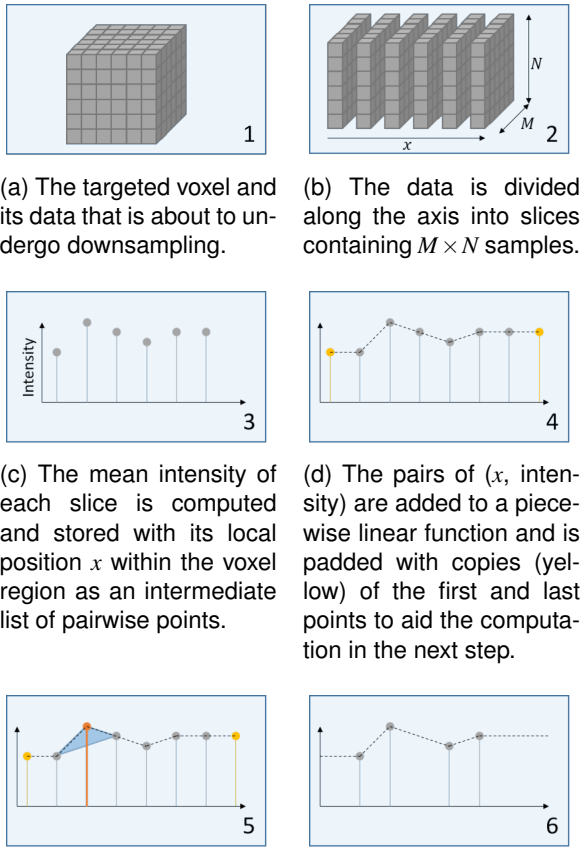 1
N
M
x
2
(a) The targeted voxel and
its data that is about to un-
dergo downsampling.
(b) The data is divided
along the axis into slices
containing M × N samples.
Intensity
3
4
(c) The mean intensity of
each slice is computed
and stored with its local
position x within the voxel
region as an intermediate
list of pairwise points.
(d) The pairs of (x, inten-
sity) are added to a piece-
wise linear function and is
padded with copies (yel-
low) of the first and last
points to aid the computa-
tion in the next step.
5
6